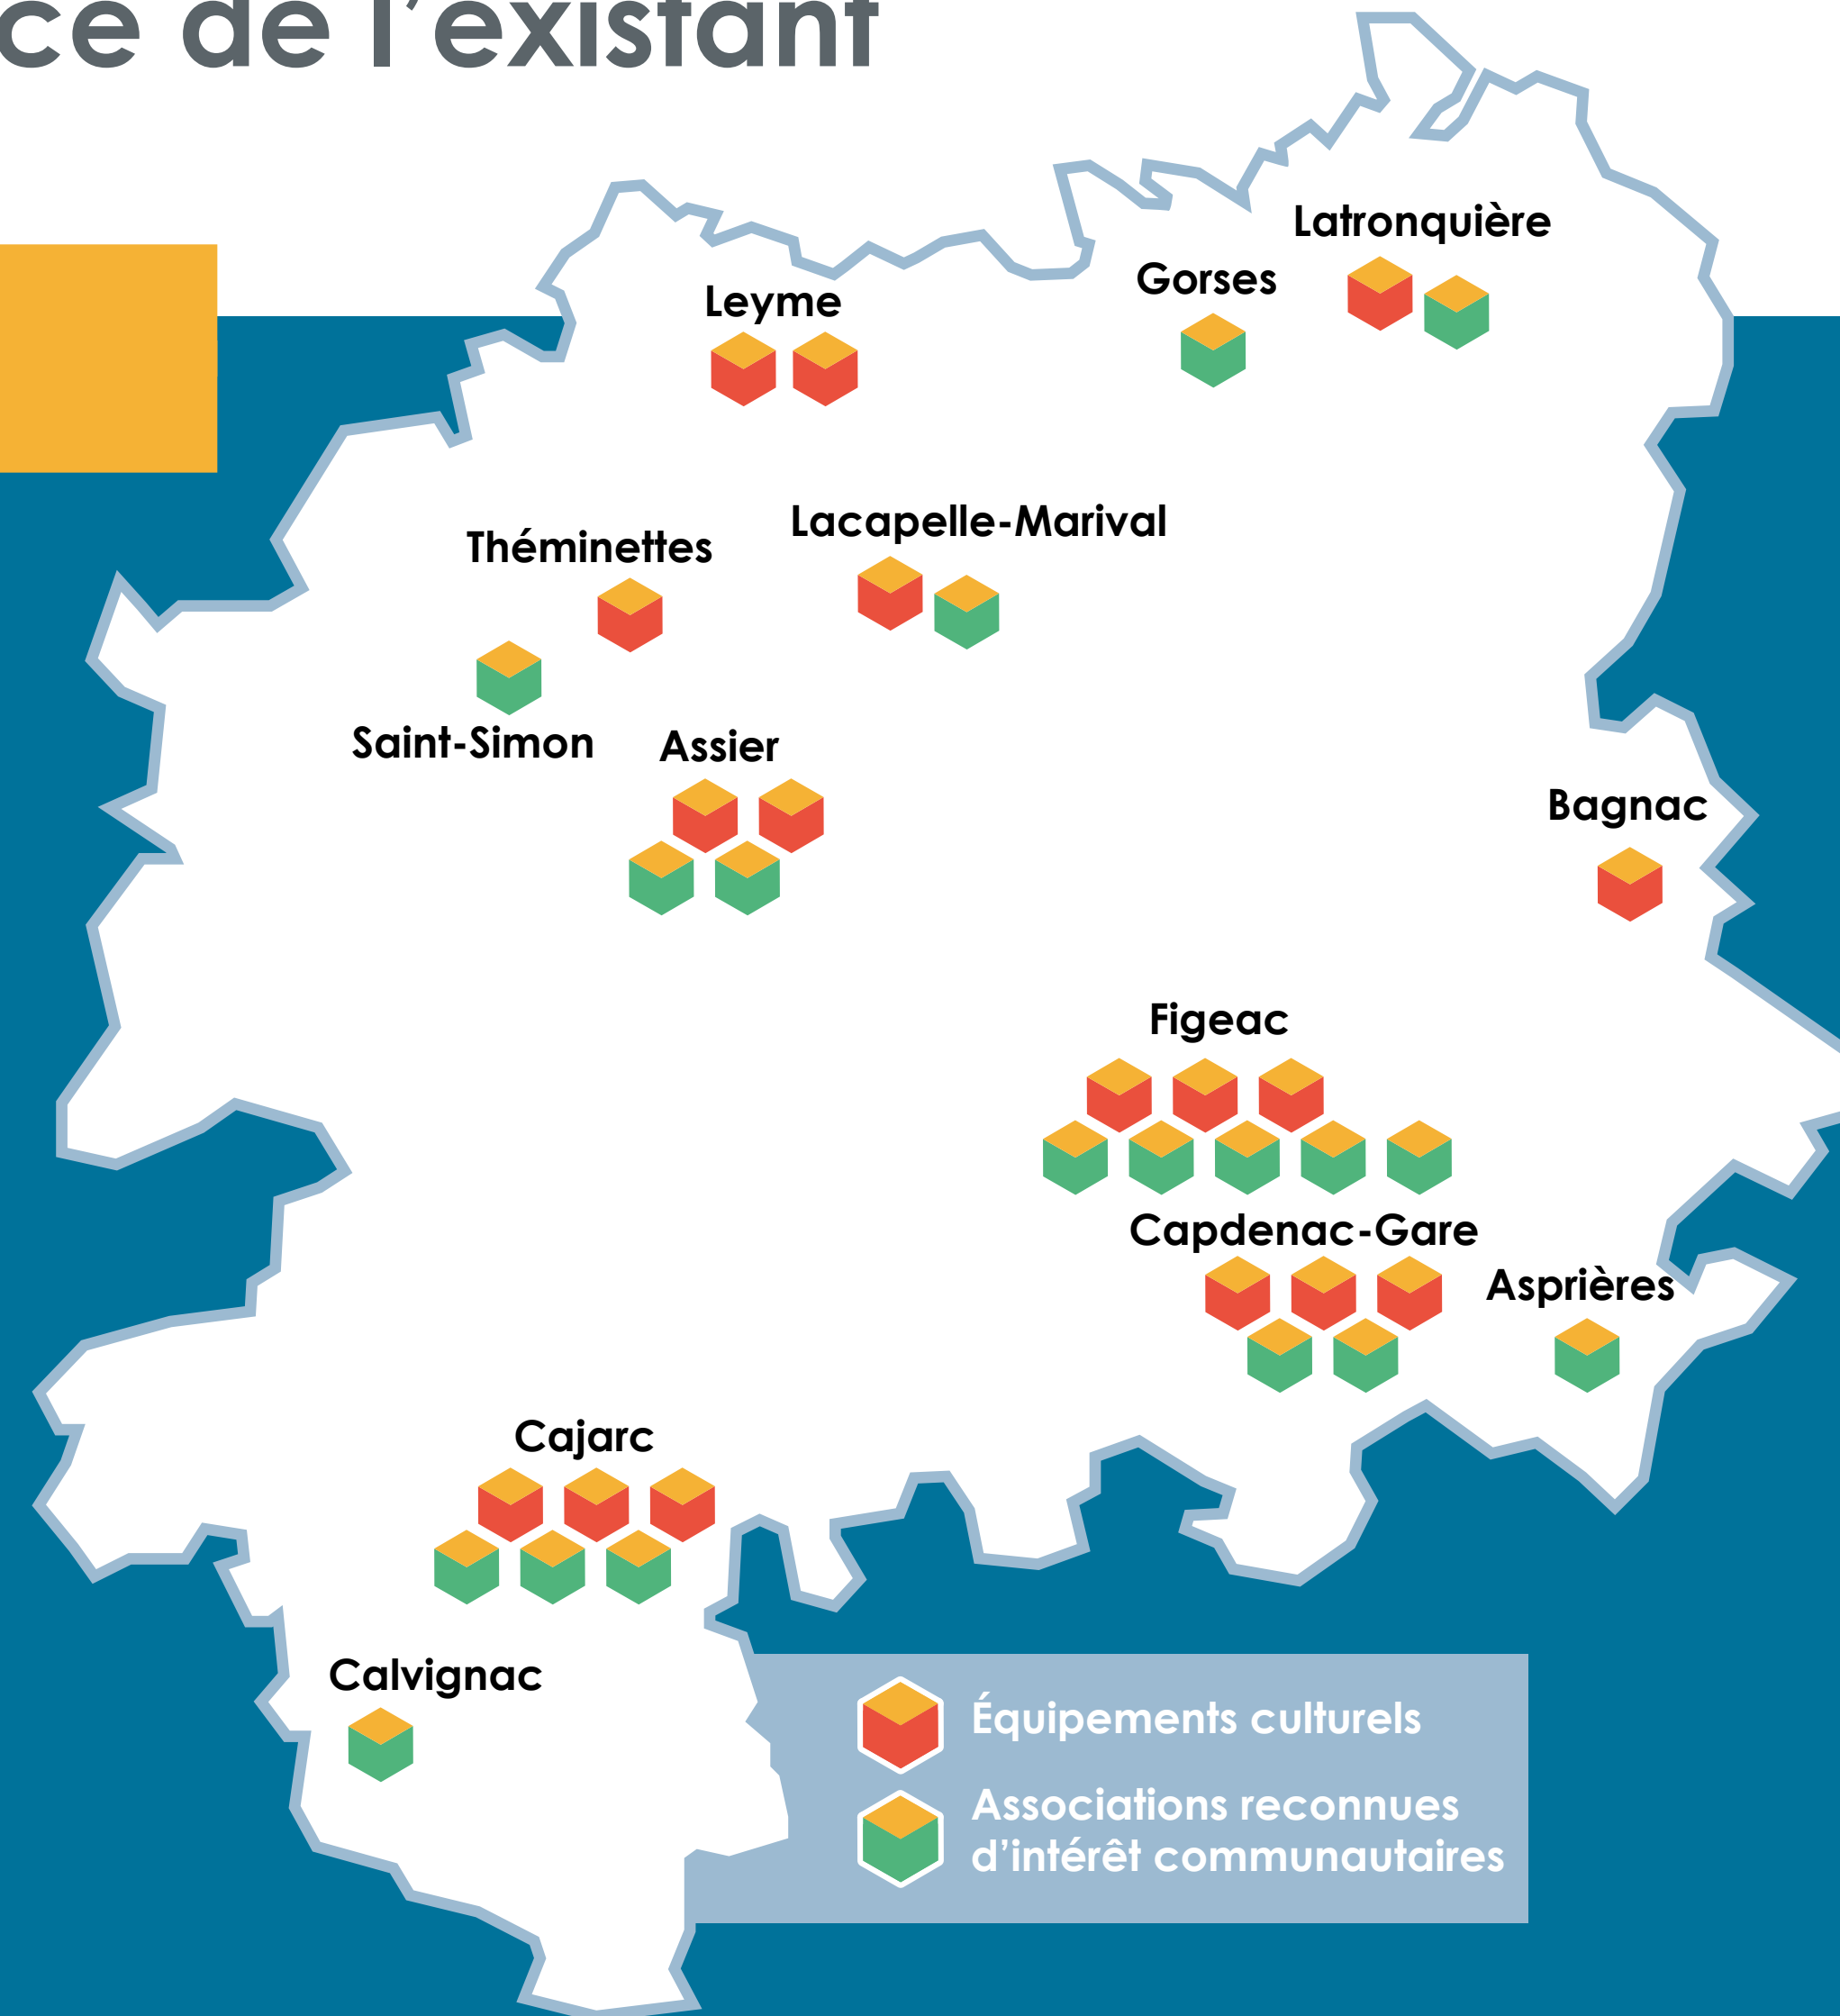 ce de l’existant
Latronquière
Gorses
Leyme
Lacapelle-Marival
Théminettes
Saint-Simon
Assier
Bagnac
Figeac
Capdenac-Gare
Asprières
Cajarc
Calvignac
Équipements culturels
Associations reconnues
d’intérêt communautaires